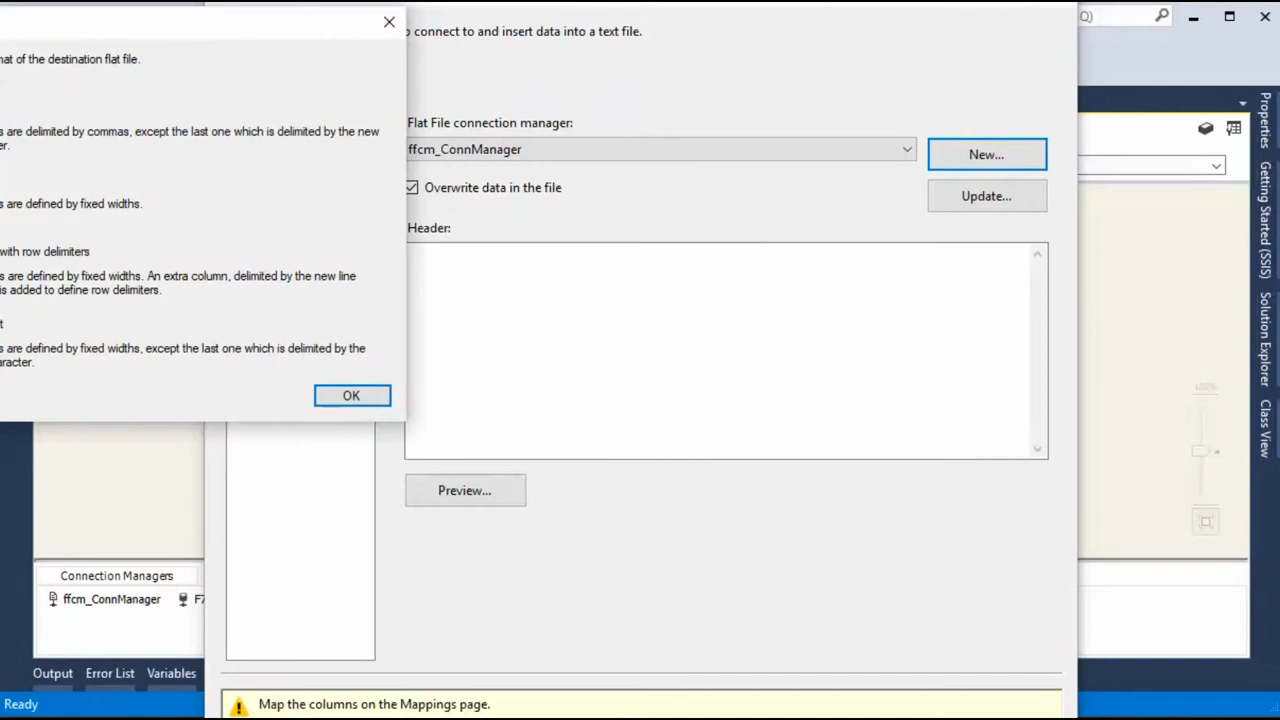 hat of the destination flat file.
s are delimited by commas, except the last one which is delimited by the new
er.
s are defined by fixed widths.
with row delimiters
s are defined by fixed widths. An extra column, delimited by the new line
is added to define row delimiters.
t
s are defined by fixed widths, except the last one which is delimited by the
aracter.
OK
o connect to and insert data into a text file.
Flat File connection manager:
ffcm_ConnManager
New...
Overwrite data in the file
Update...
Header:
Preview...
Map the columns on the Mappings page.
Q)
Properties
Getting Started (SSIS)
Solution Explorer
Class View
100%
Connection Managers
ffcm_ConnManager
Output Error List Variables
Ready